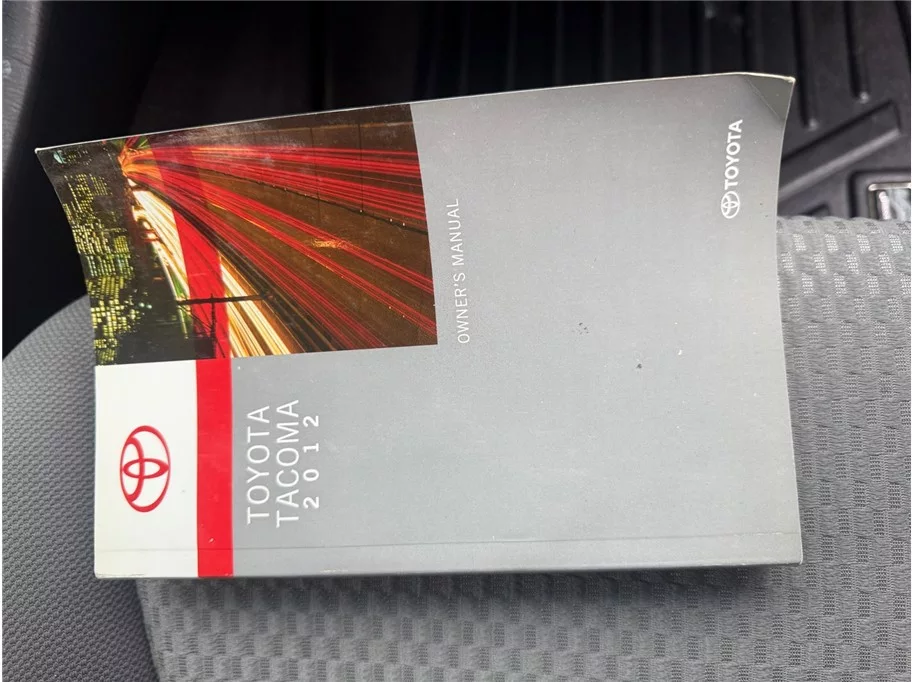 TOYOTA
TACOMA
2012
OWNER'S MANUAL
TOYOTA